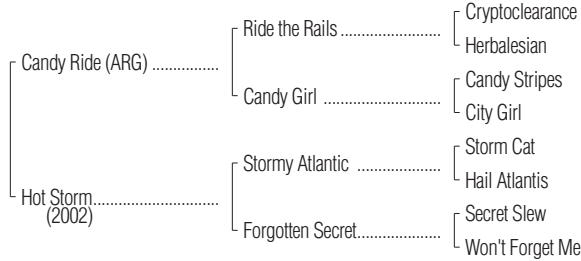 Cryptoclearance
Ride the Rails
Herbalesian
Candy Ride (ARG)
Candy Stripes
Candy Girl
City Girl
Storm Cat
Stormy Atlantic
Hail Atlantis
Hot Storm
(2002)
Secret Slew
Forgotten Secret
Won't Forget Me